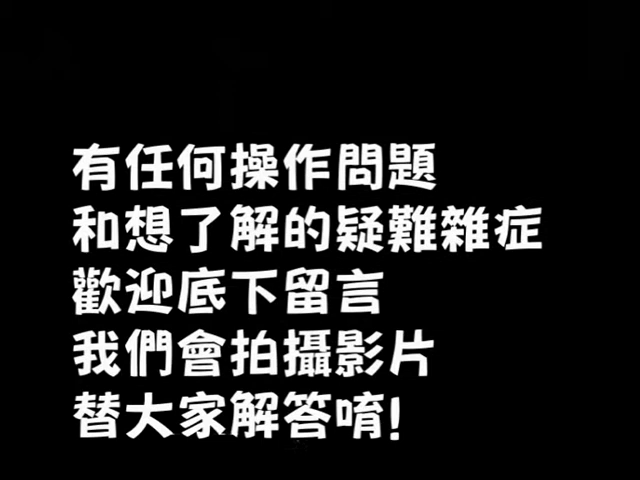 有任何操作問題
和想了解的疑難雜症
歡迎底下留言
我們會拍攝影片
替大家解答唷!